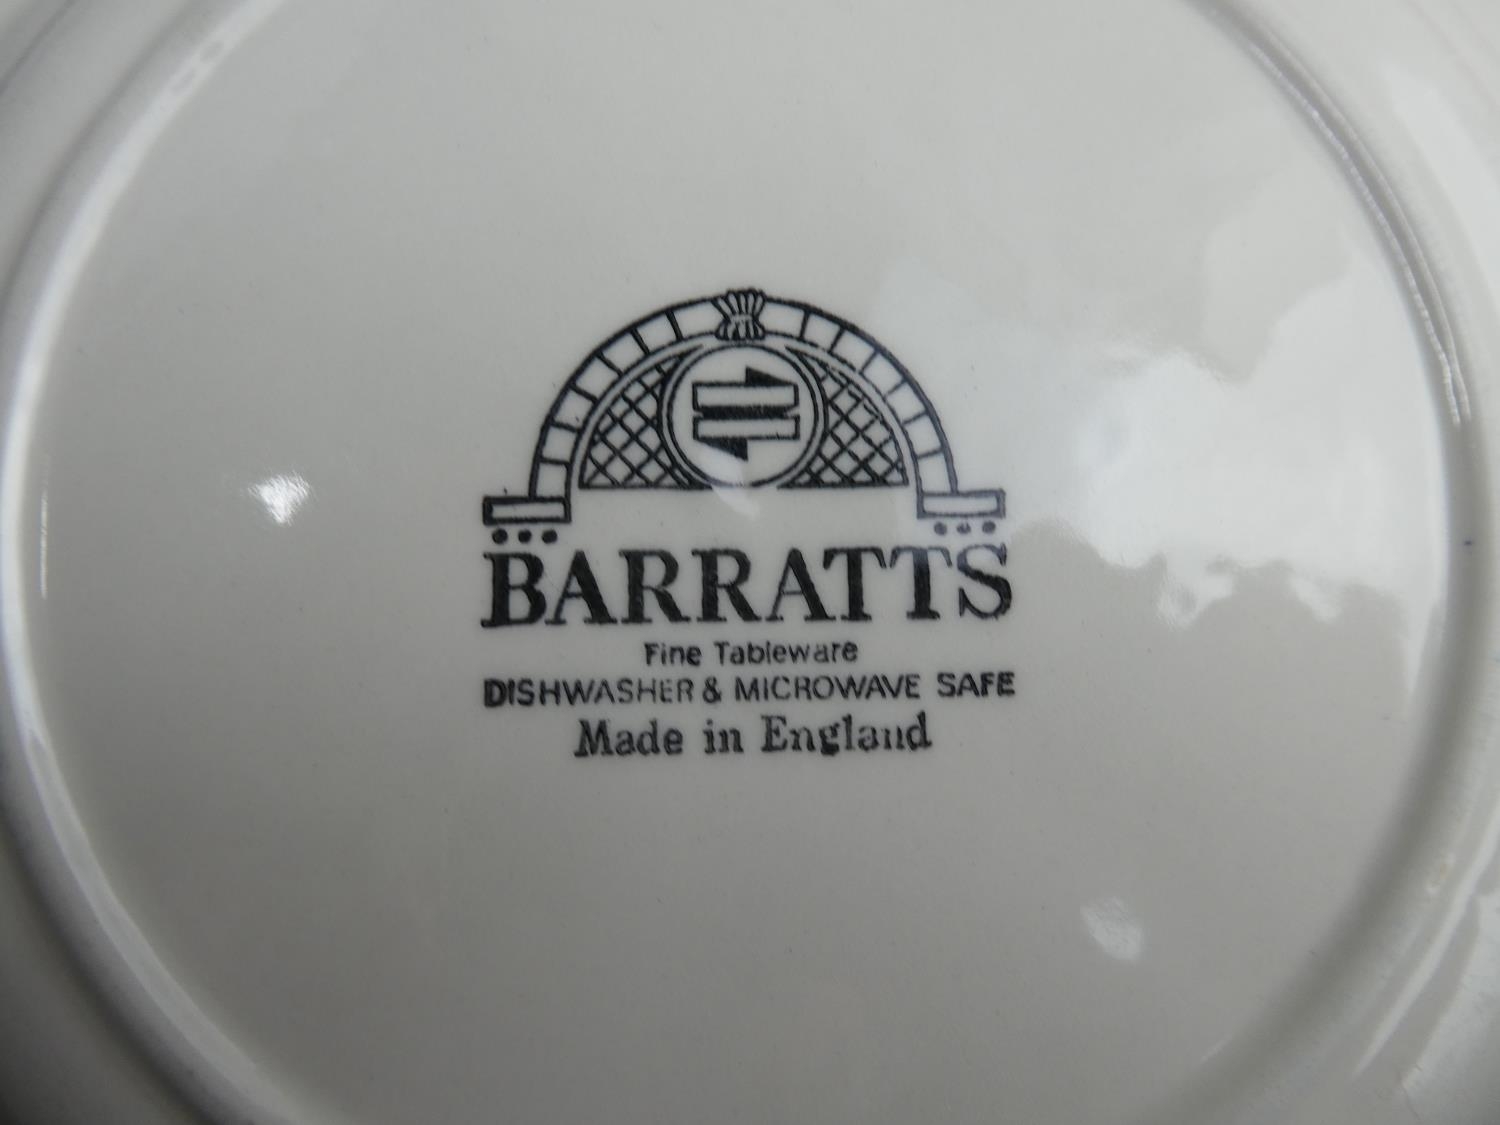 BARRATTS
Fine Tableware
DISHWASHER & MICROWAVE SAFE
Made in England